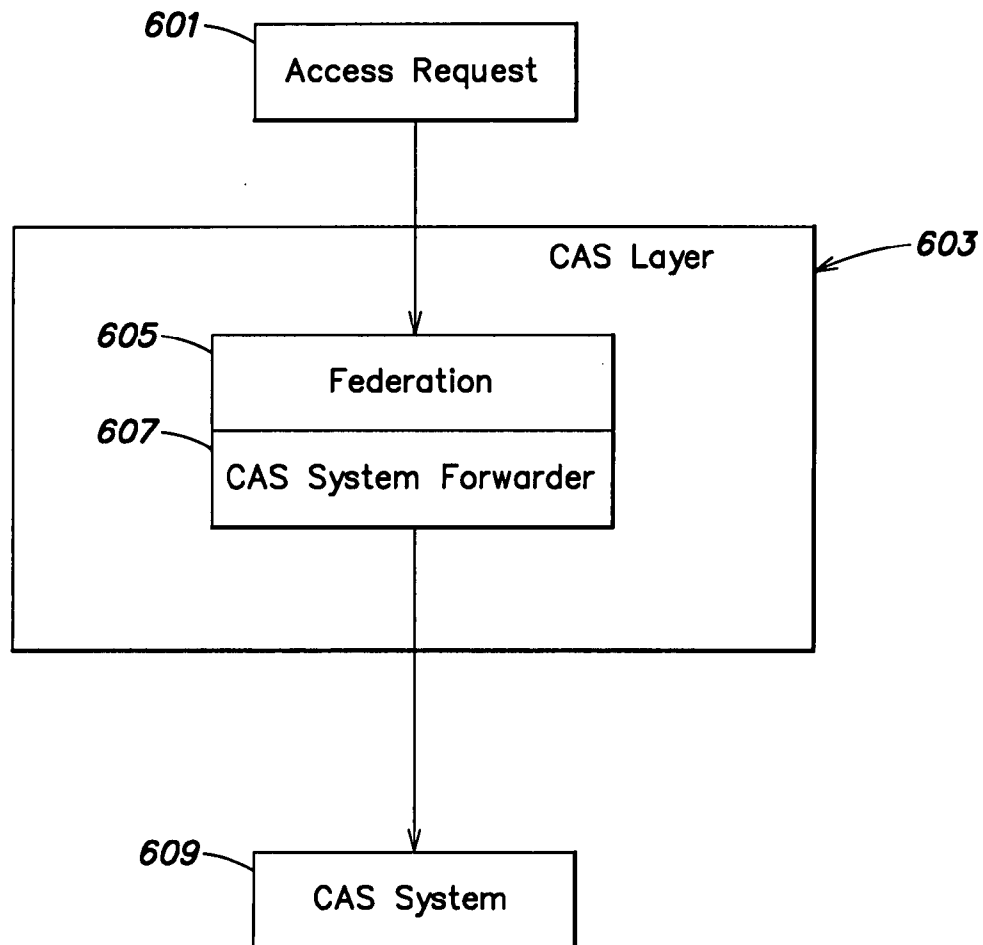 601
Access Request
CAS Layer
603
605
Federation
607
CAS System Forwarder
609
CAS System